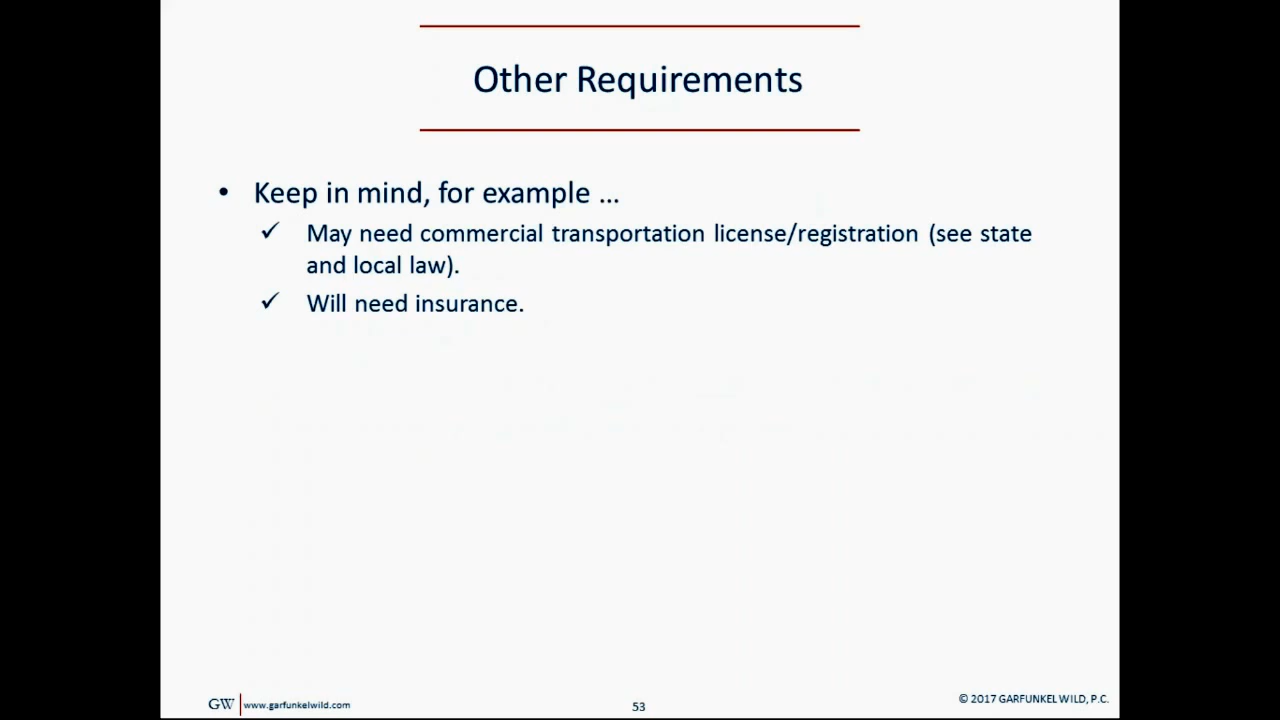 Other Requirements
• Keep in mind, for example ...
✓ May need commercial transportation license/registration (see state
and local law).
✓ Will need insurance.
GW www.garfunkelwild.com
53
© 2017 GARFUNKEL WILD, P.C.